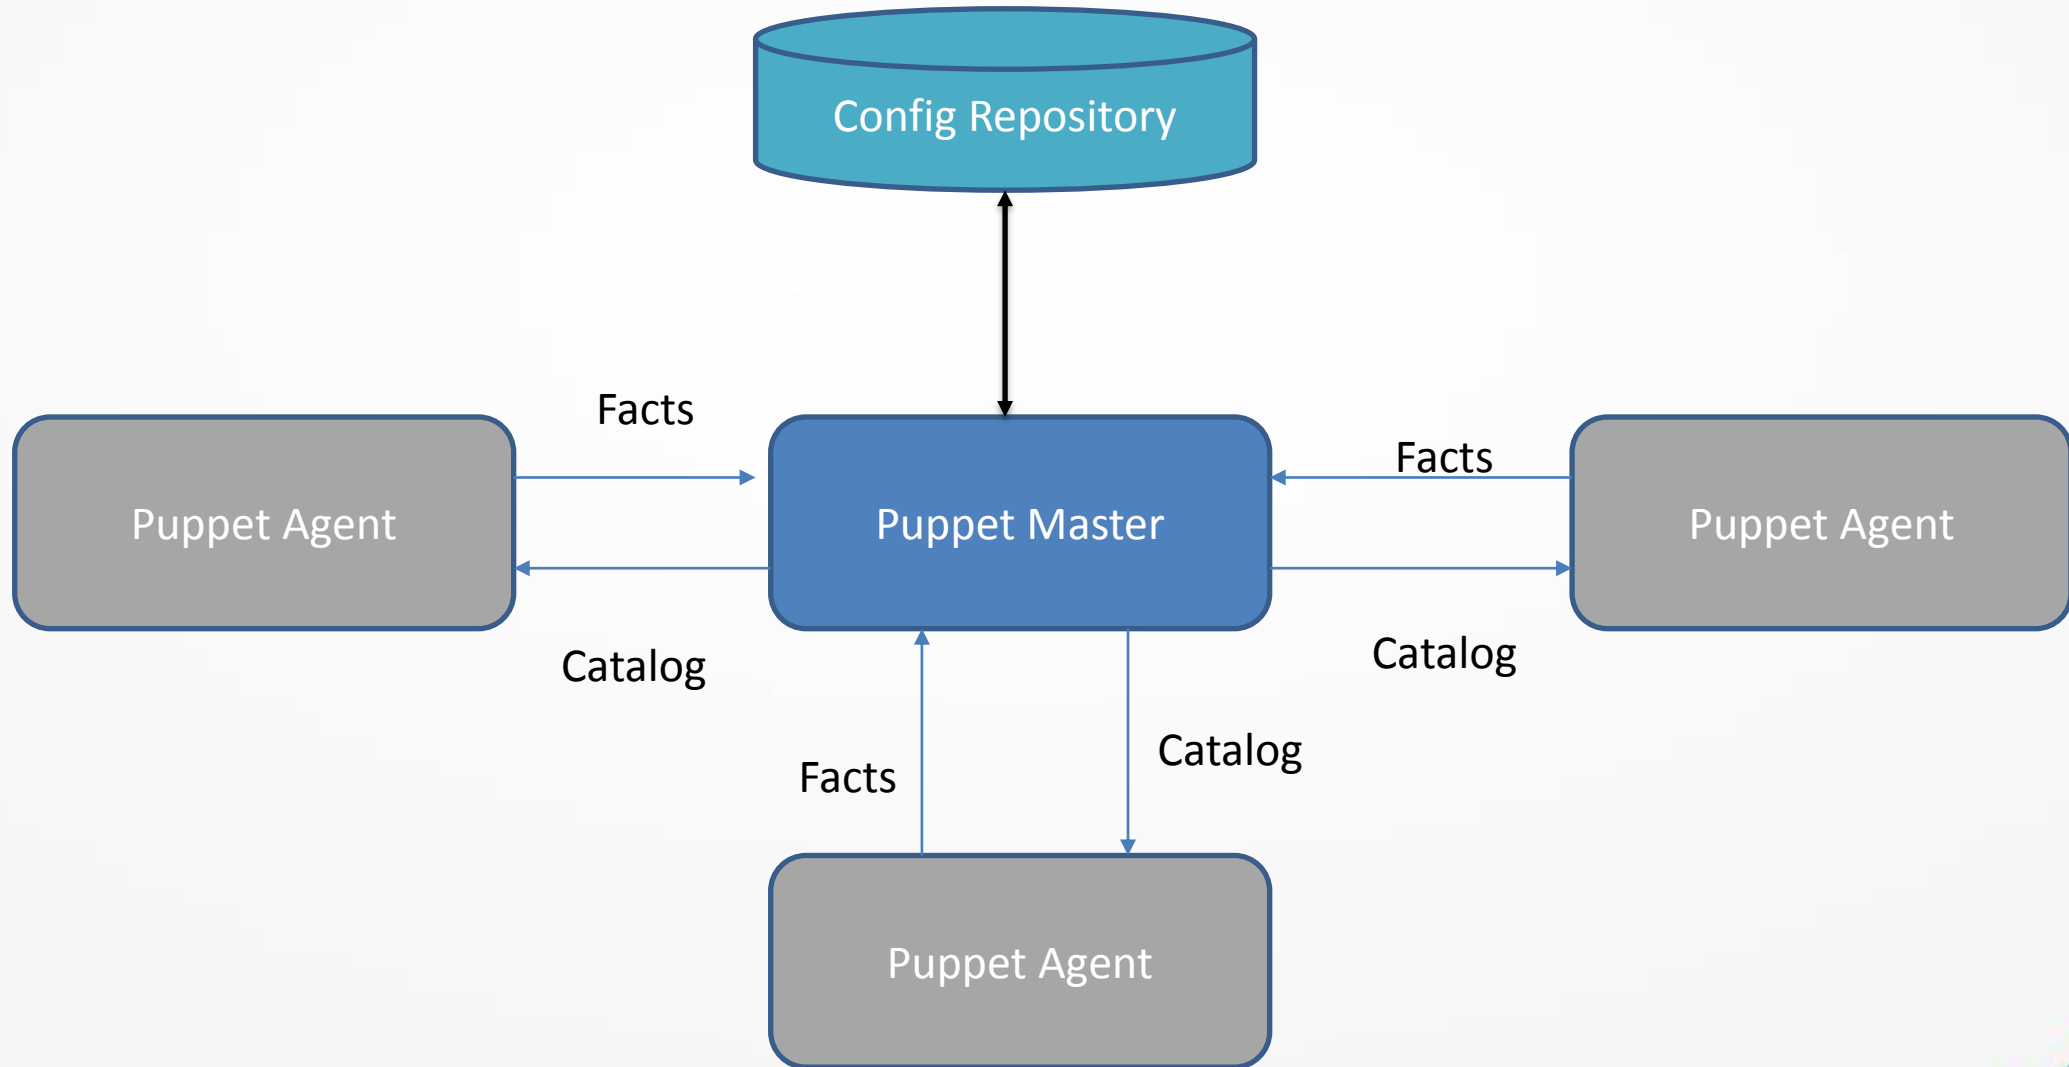 Config Repository
Facts
Facts
Puppet Agent
Puppet Master
Puppet Agent
Catalog
Catalog
Facts
Catalog
Puppet Agent